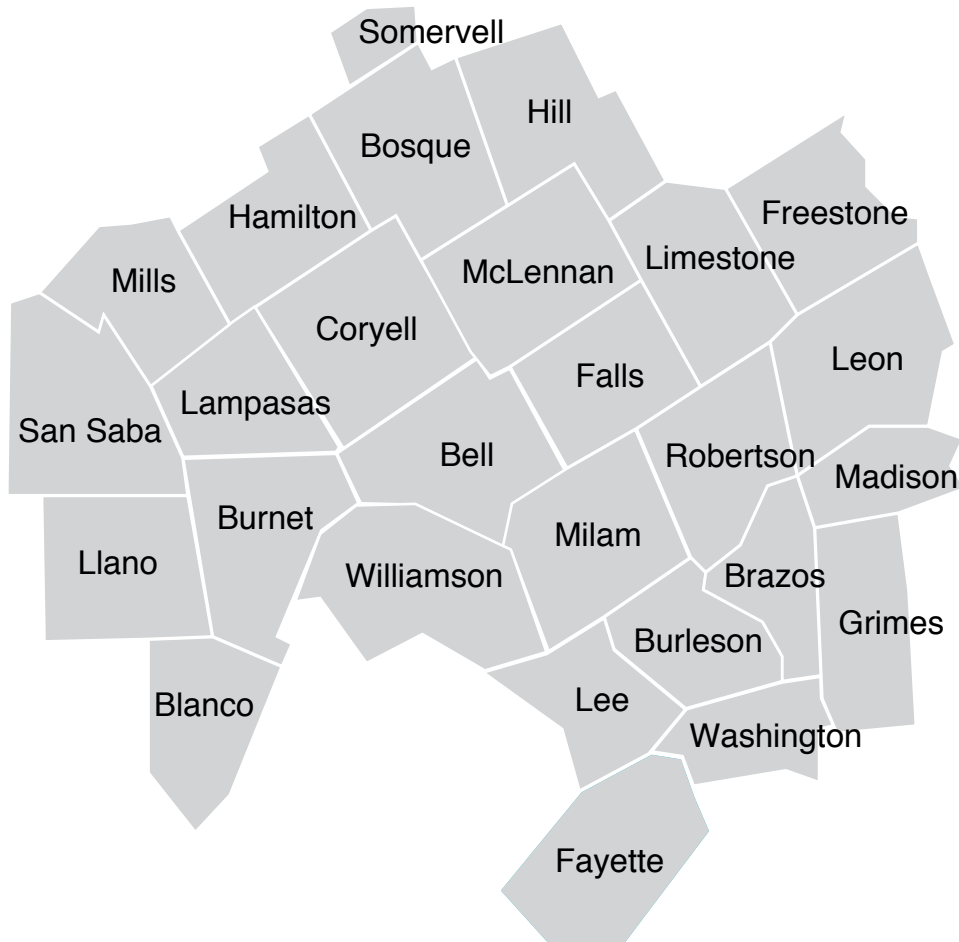 Somervell
Hill
Bosque
Freestone
Hamilton
Limestone
McLennan
Mills
Coryell
Leon
Falls
Lampasas
San Saba
Bell
Robertson
Madison
Burnet
Milam
Llano
Williamson
Brazos
Grimes
Burleson
Lee
Blanco
Washington
Fayette